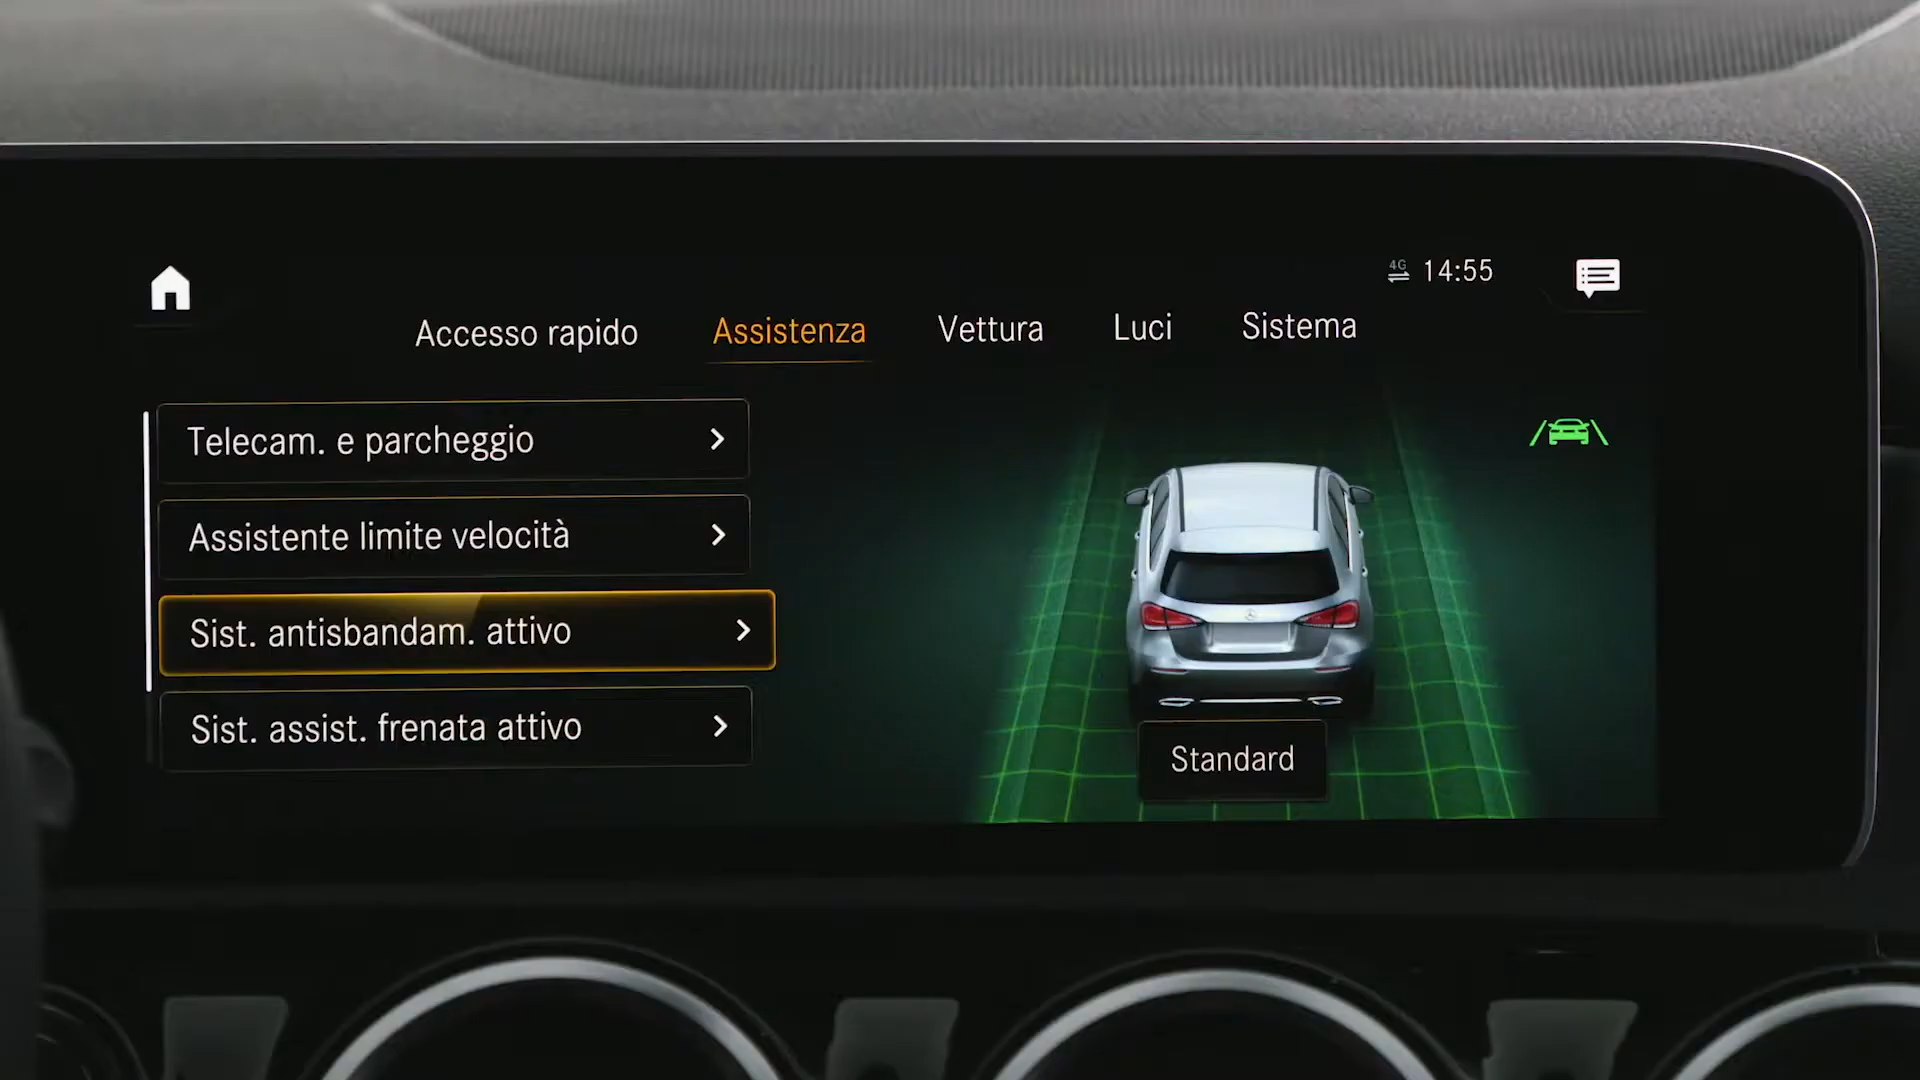 4G 14:55
Accesso rapido Assistenza Vettura Luci Sistema
Telecam. e parcheggio
Assistente limite velocità
Sist. antisbandam. attivo
Sist. assist. frenata attivo
Standard